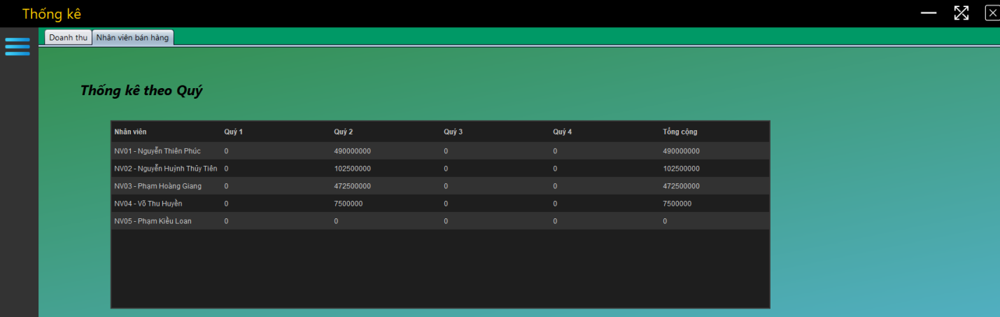 Thống kê
Doanh thu Nhân viên bán hàng
Thống kê theo Quý
Nhân viên Quý 1 Quý 2 Quý 3 Quý 4 Tổng cộng
NV01 - Nguyễn Thiên Phúc 0 490000000 0 0 490000000
NV02 - Nguyễn Huỳnh Thủy Tiên 0 102500000 0 0 102500000
NV03 - Phạm Hoàng Giang 0 472500000 0 0 472500000
NV04 - Võ Thu Huyền 0 7500000 0 0 7500000
NV05 - Phạm Kiều Loan 0 0 0 0 0